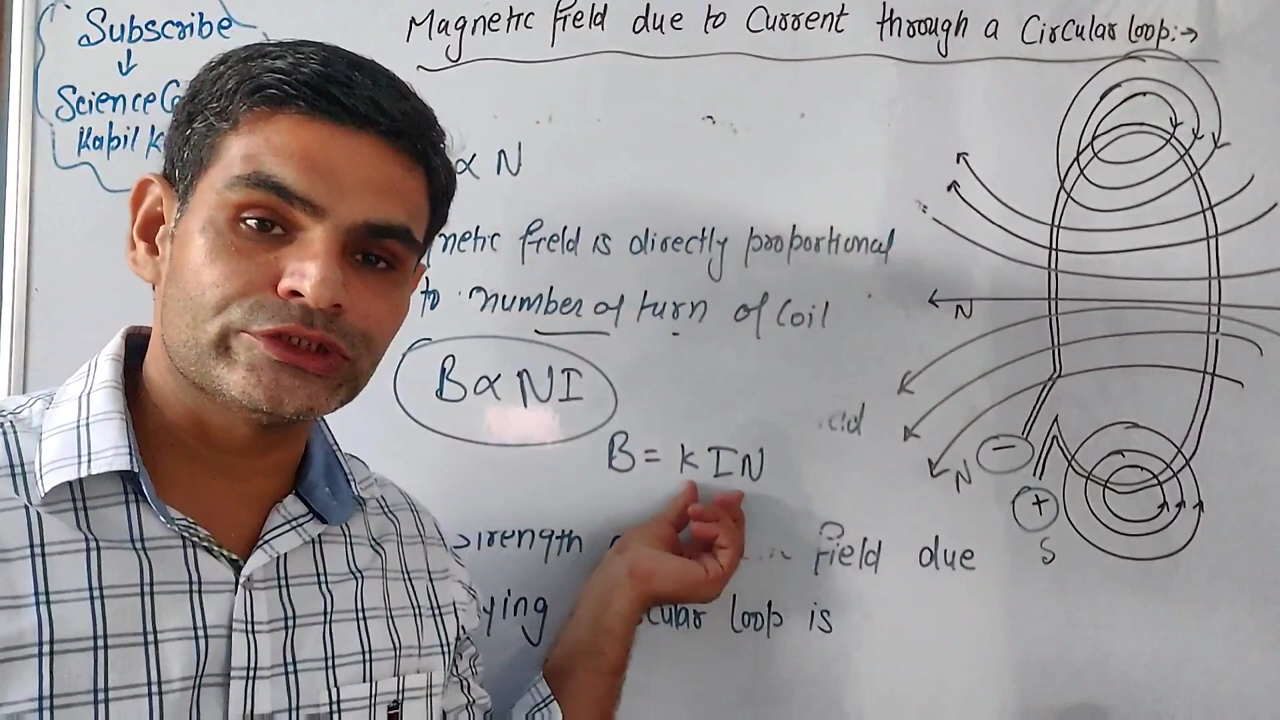 Subscribe
↓
Science
Kapil K
Magnetic field due to Current through a Circular loop:→
∝ N
netic field is directly proportional
to number of turn of Coil
B ∝ NI
B = k I N
cid
strength field due
ying cular loop is
N
N
−
+
S